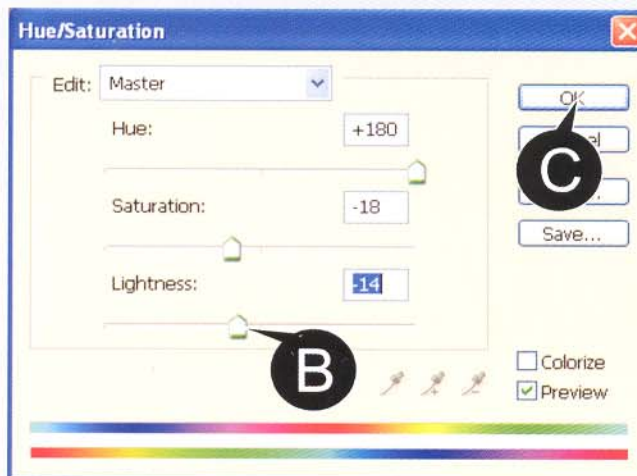 Hue/Saturation
Edit: Master
Hue: +180
Saturation: -18
Lightness: -14
OK
Save...
Colorize
Preview
B
C